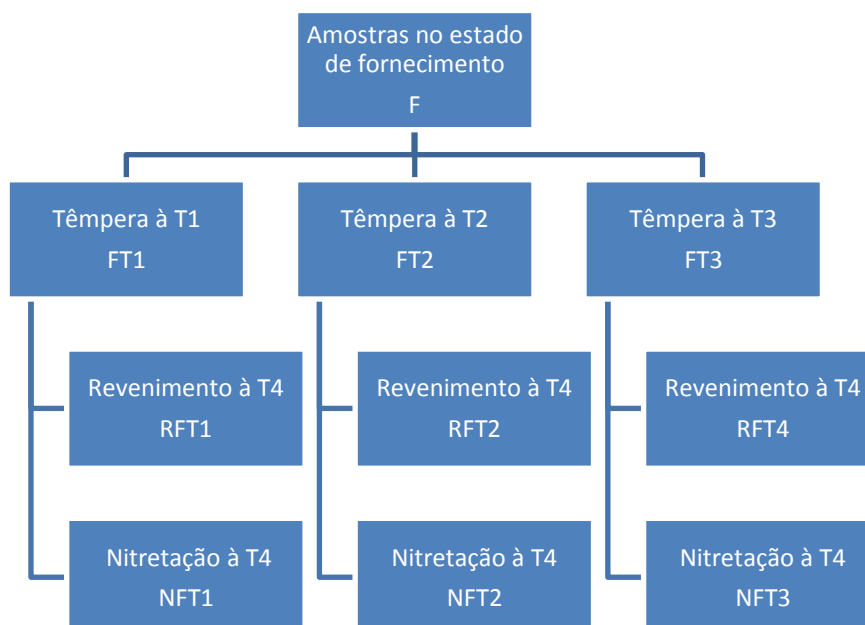 Amostras no estado
de fornecimento
F
Têmpera à T1
FT1
Têmpera à T2
FT2
Têmpera à T3
FT3
Revenimento à T4
RFT1
Revenimento à T4
RFT2
Revenimento à T4
RFT4
Nitretação à T4
NFT1
Nitretação à T4
NFT2
Nitretação à T4
NFT3